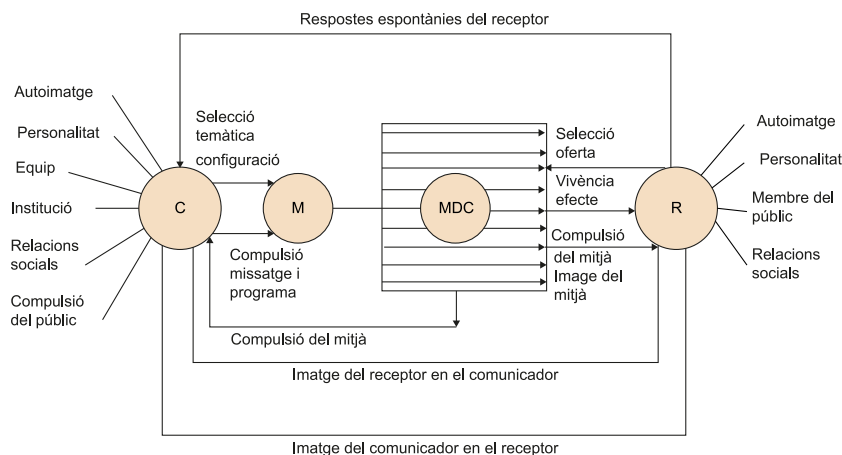 Respostes espontànies del receptor
Autoimatge
Personalitat
Equip
Institució
Relacions
socials
Compulsió
del públic
C
Selecció
temàtica
configuració
M
Compulsió
missatge i
programa
MDC
Selecció
oferta
Vivència
efecte
Compulsió
del mitjà
Image del
mitjà
R
Autoimatge
Personalitat
Membre del
públic
Relacions
socials
Compulsió del mitjà
Imatge del receptor en el comunicador
Imatge del comunicador en el receptor